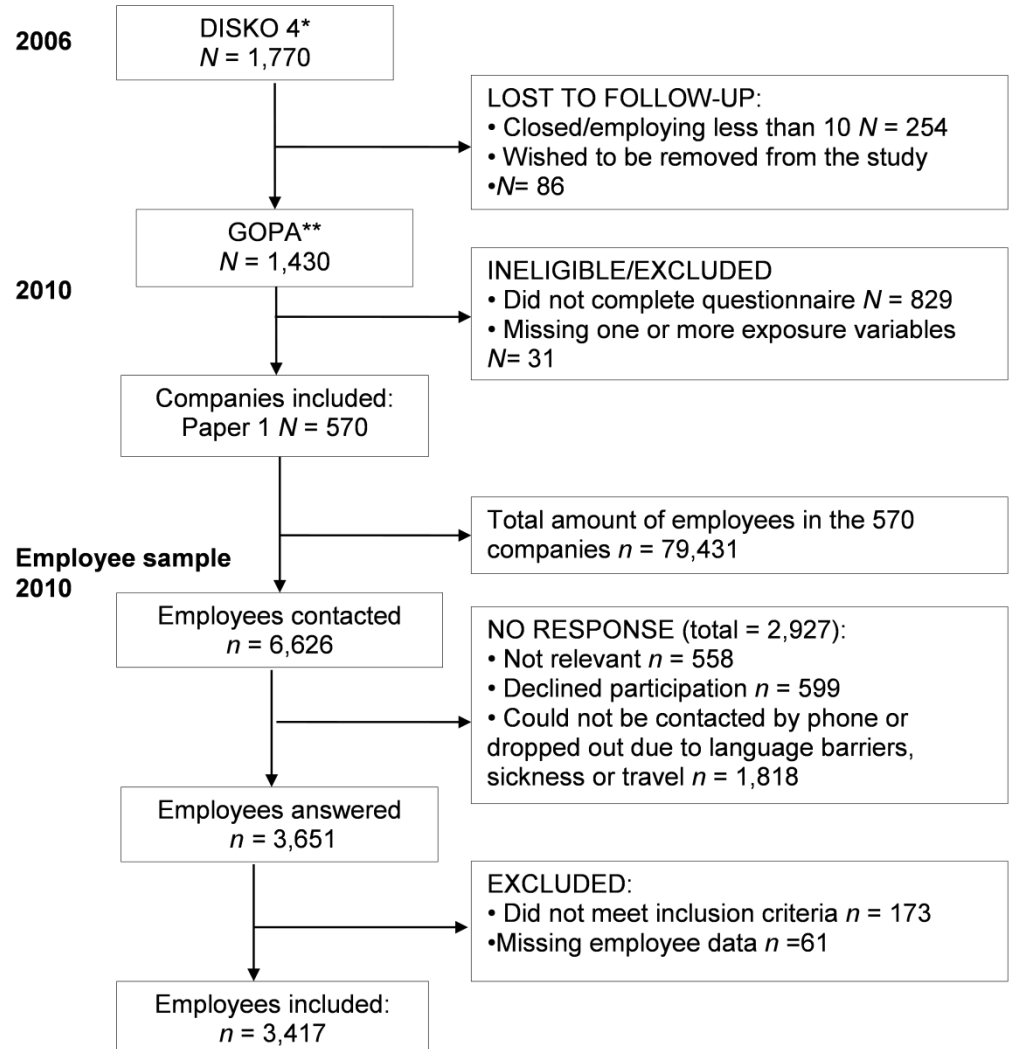 2006
DISKO 4*
N = 1,770
LOST TO FOLLOW-UP:
• Closed/employing less than 10 N = 254
• Wished to be removed from the study
•N= 86
GOPA**
N = 1,430
2010
INELIGIBLE/EXCLUDED
• Did not complete questionnaire N = 829
• Missing one or more exposure variables
N= 31
Companies included:
Paper 1 N = 570
Total amount of employees in the 570
companies n = 79,431
Employee sample
2010
Employees contacted
n = 6,626
NO RESPONSE (total = 2,927):
• Not relevant n = 558
• Declined participation n = 599
• Could not be contacted by phone or
dropped out due to language barriers,
sickness or travel n = 1,818
Employees answered
n = 3,651
EXCLUDED:
• Did not meet inclusion criteria n = 173
•Missing employee data n =61
Employees included:
n = 3,417